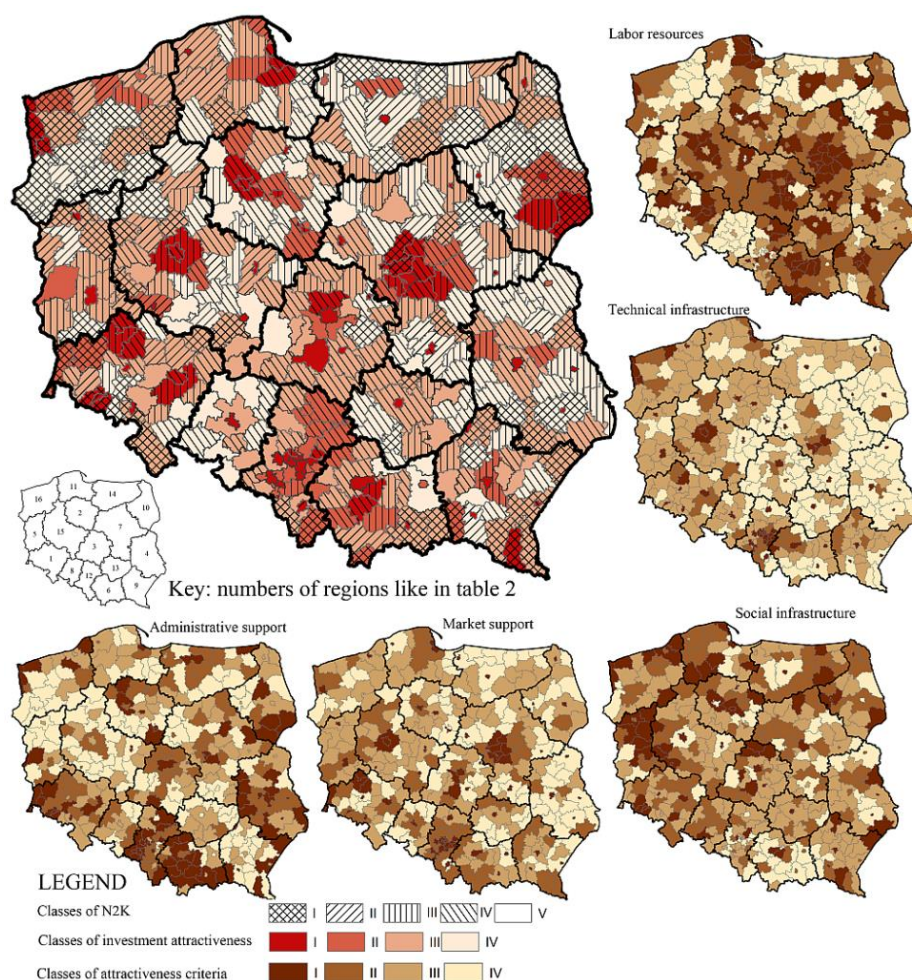 Labor resources
Technical infrastructure
16 11 14
2 10
5 15 7
3 4
1 8 13
12
6 9
Key: numbers of regions like in table 2
Administrative support
Market support
Social infrastructure
LEGEND
Classes of N2K I II III IV V
Classes of investment attractiveness I II III IV
Classes of attractiveness criteria I II III IV